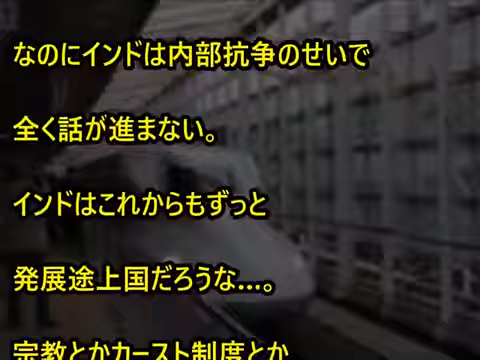 なのにインドは内部抗争のせいで
全く話が進まない。
インドはこれからもずっと
発展途上国だろうな…。
宗教とかカースト制度とか